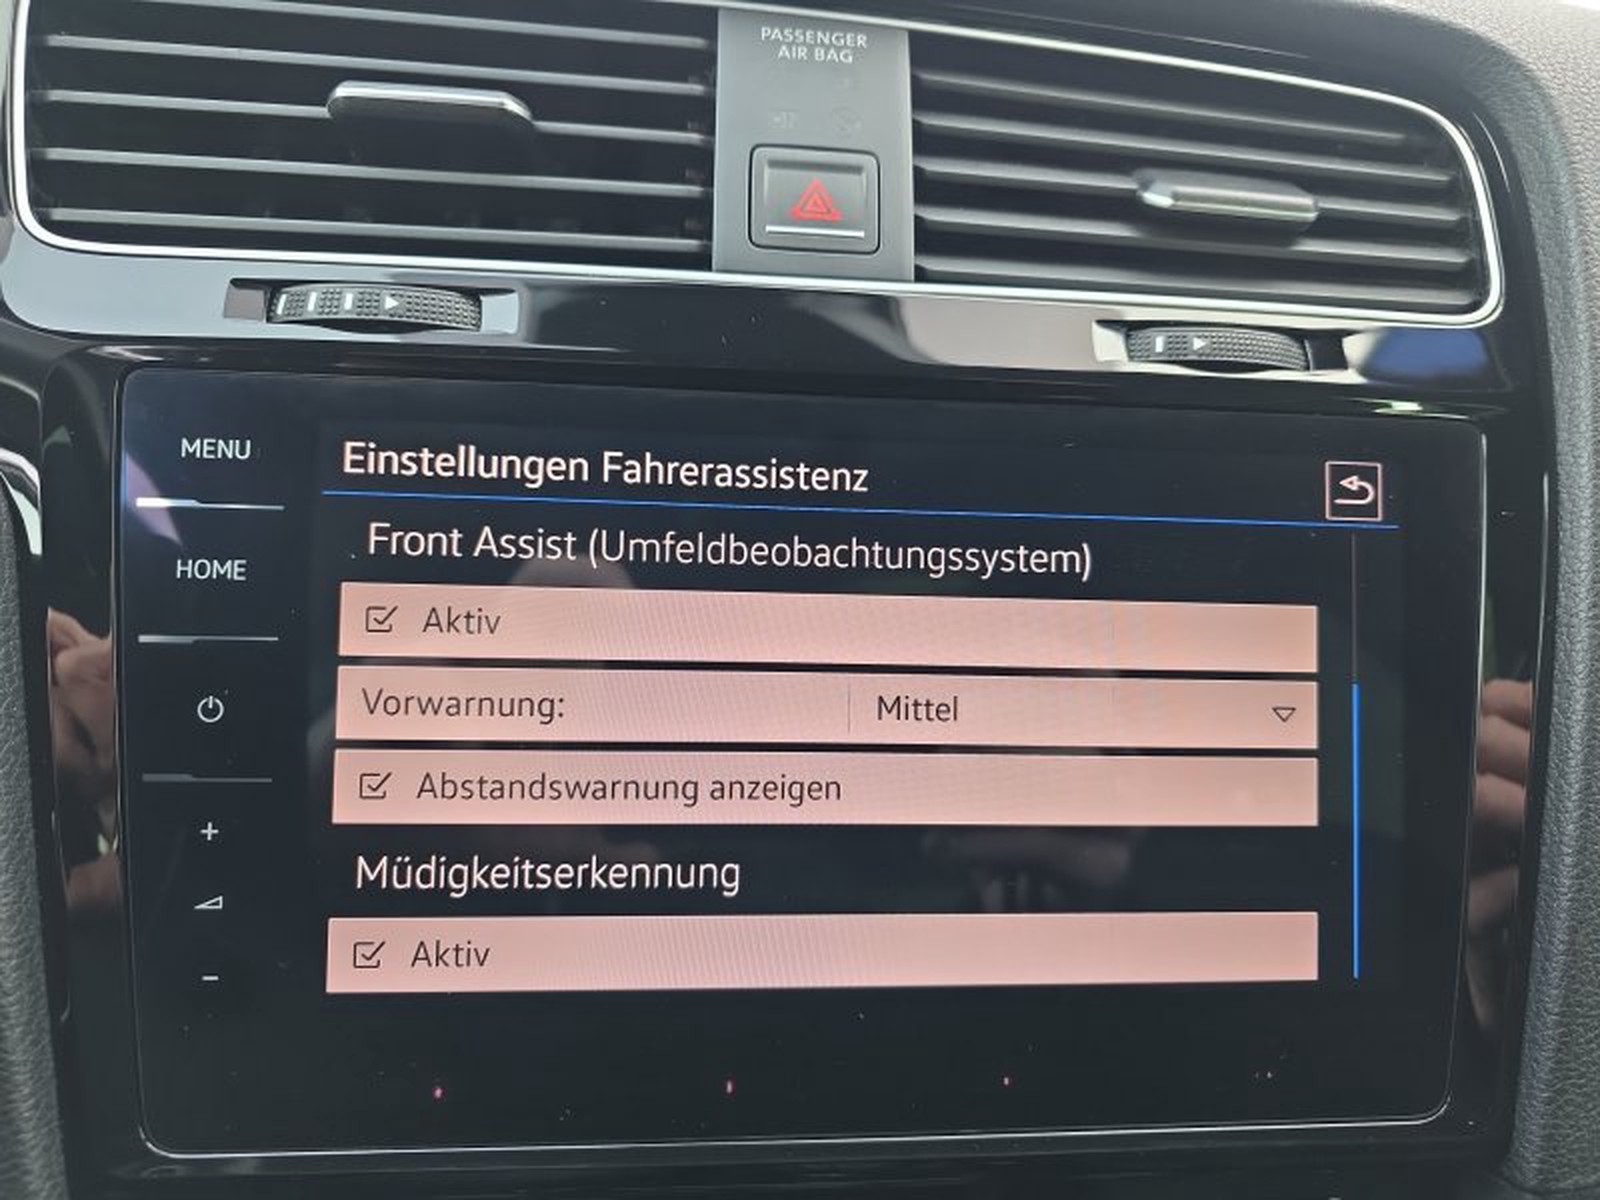 PASSENGER
AIR BAG
MENU
HOME
Einstellungen Fahrerassistenz
Front Assist (Umfeldbeobachtungssystem)
Aktiv
Vorwarnung: Mittel
Abstandswarnung anzeigen
Müdigkeitserkennung
Aktiv
+
-